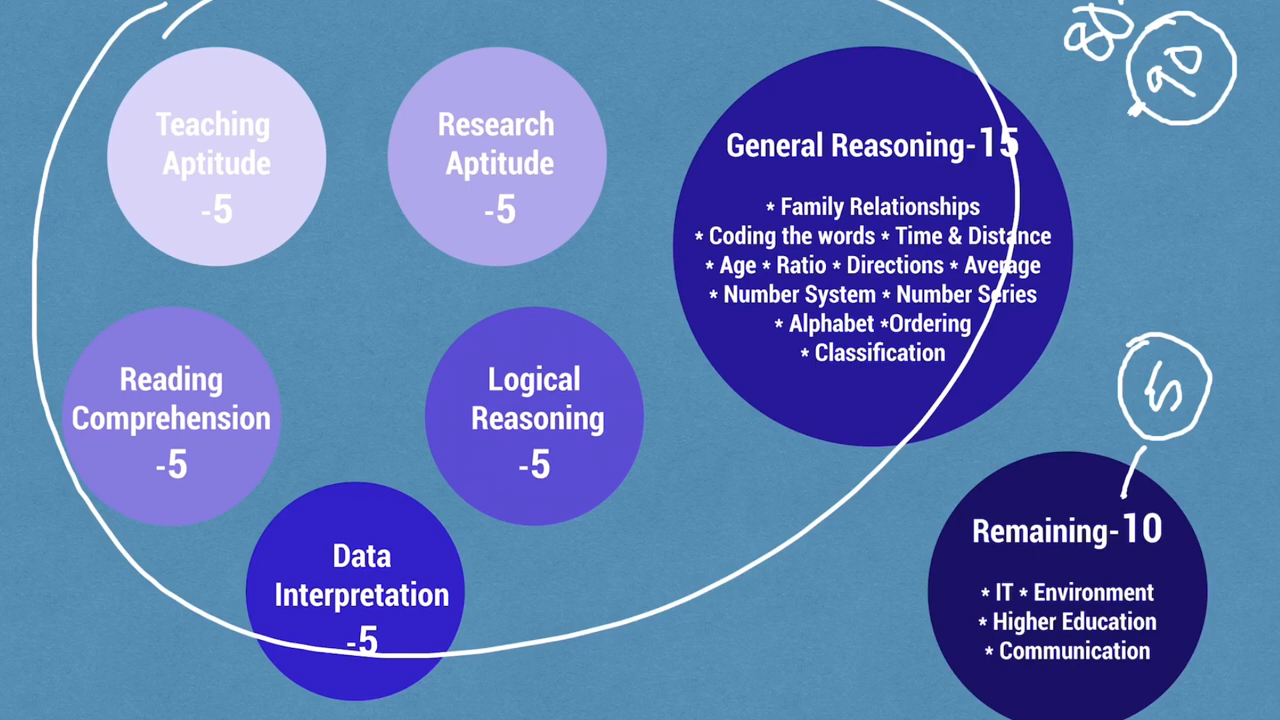 Teaching
Aptitude
-5
Research
Aptitude
-5
General Reasoning-15
* Family Relationships
* Coding the words * Time & Distance
* Age * Ratio * Directions * Average
* Number System * Number Series
* Alphabet *Ordering
* Classification
Reading
Comprehension
-5
Logical
Reasoning
-5
Data
Interpretation
-5
Remaining-10
* IT * Environment
* Higher Education
* Communication
90